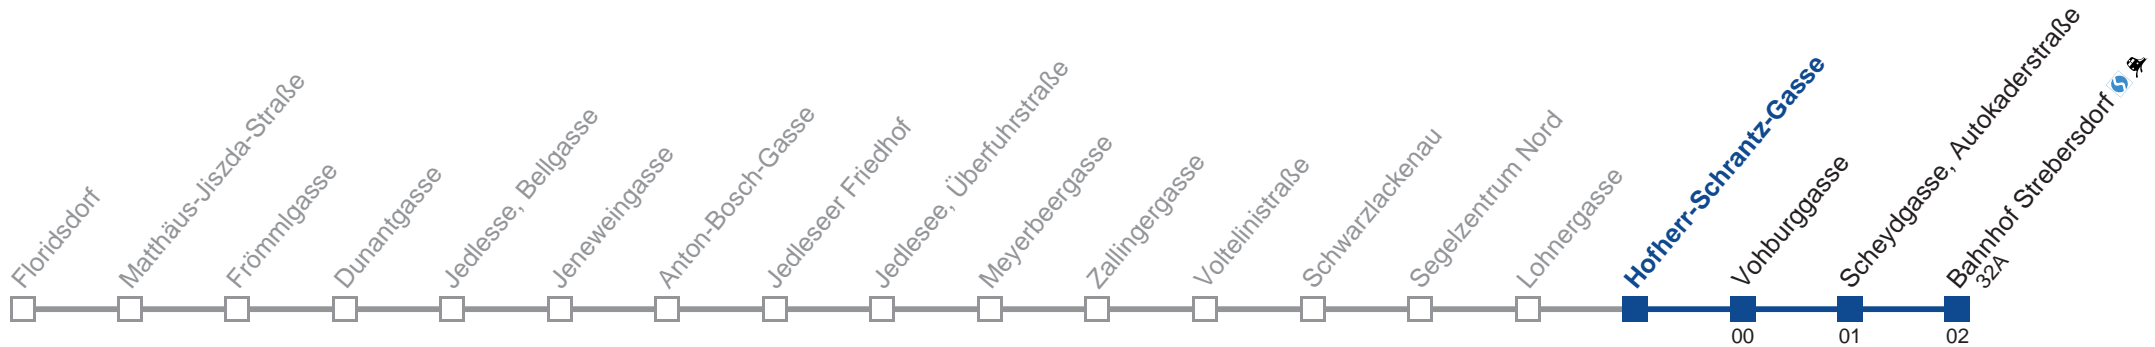 Floridsdorf
Matthäus-Jiszda-Straße
Frömmlgasse
Dunantgasse
Jedlesse, Bellgasse
Jeneweingasse
Anton-Bosch-Gasse
Jedleseer Friedhof
Jedlesee, Überfuhrstraße
Meyerbeergasse
Zallingergasse
Voltelinistraße
Schwarzlackenau
Segelzentrum Nord
Lohnergasse
Hofherr-Schrantz-Gasse
Vohburggasse
Scheydgasse, Autokaderstraße
Bahnhof Strebersdorf
32A
00
01
02